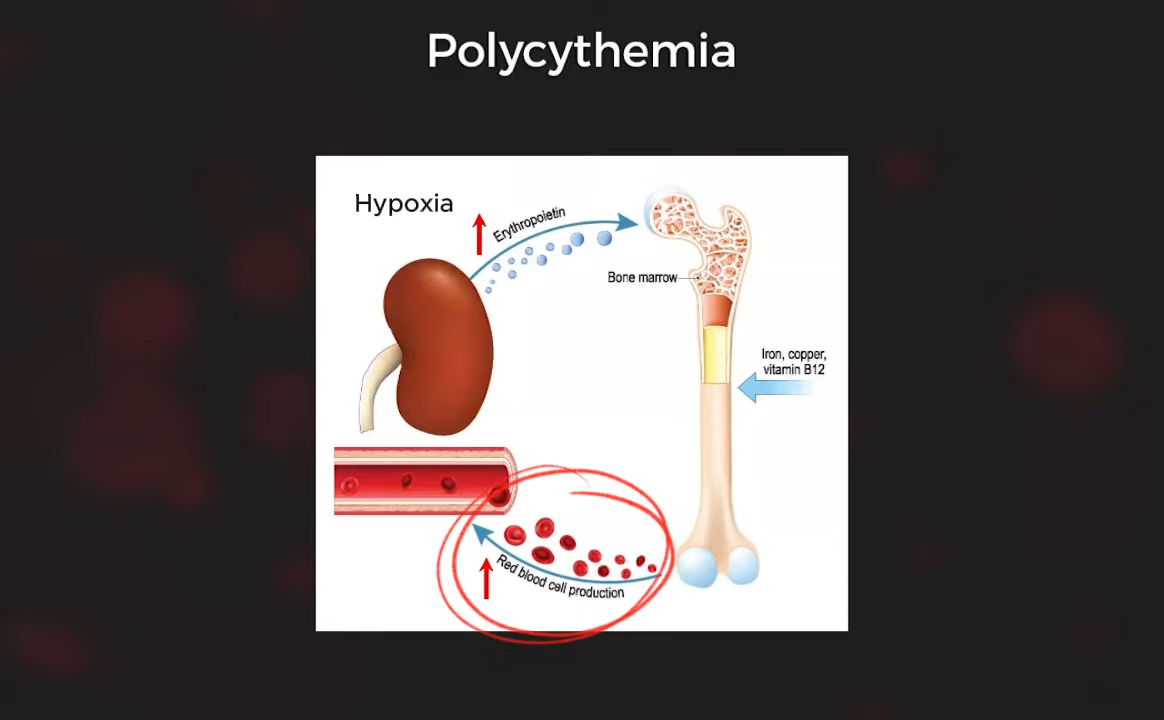 Polycythemia
Hypoxia
Erythropoietin
Bone marrow
Iron, copper,
vitamin B12
Red blood cell production